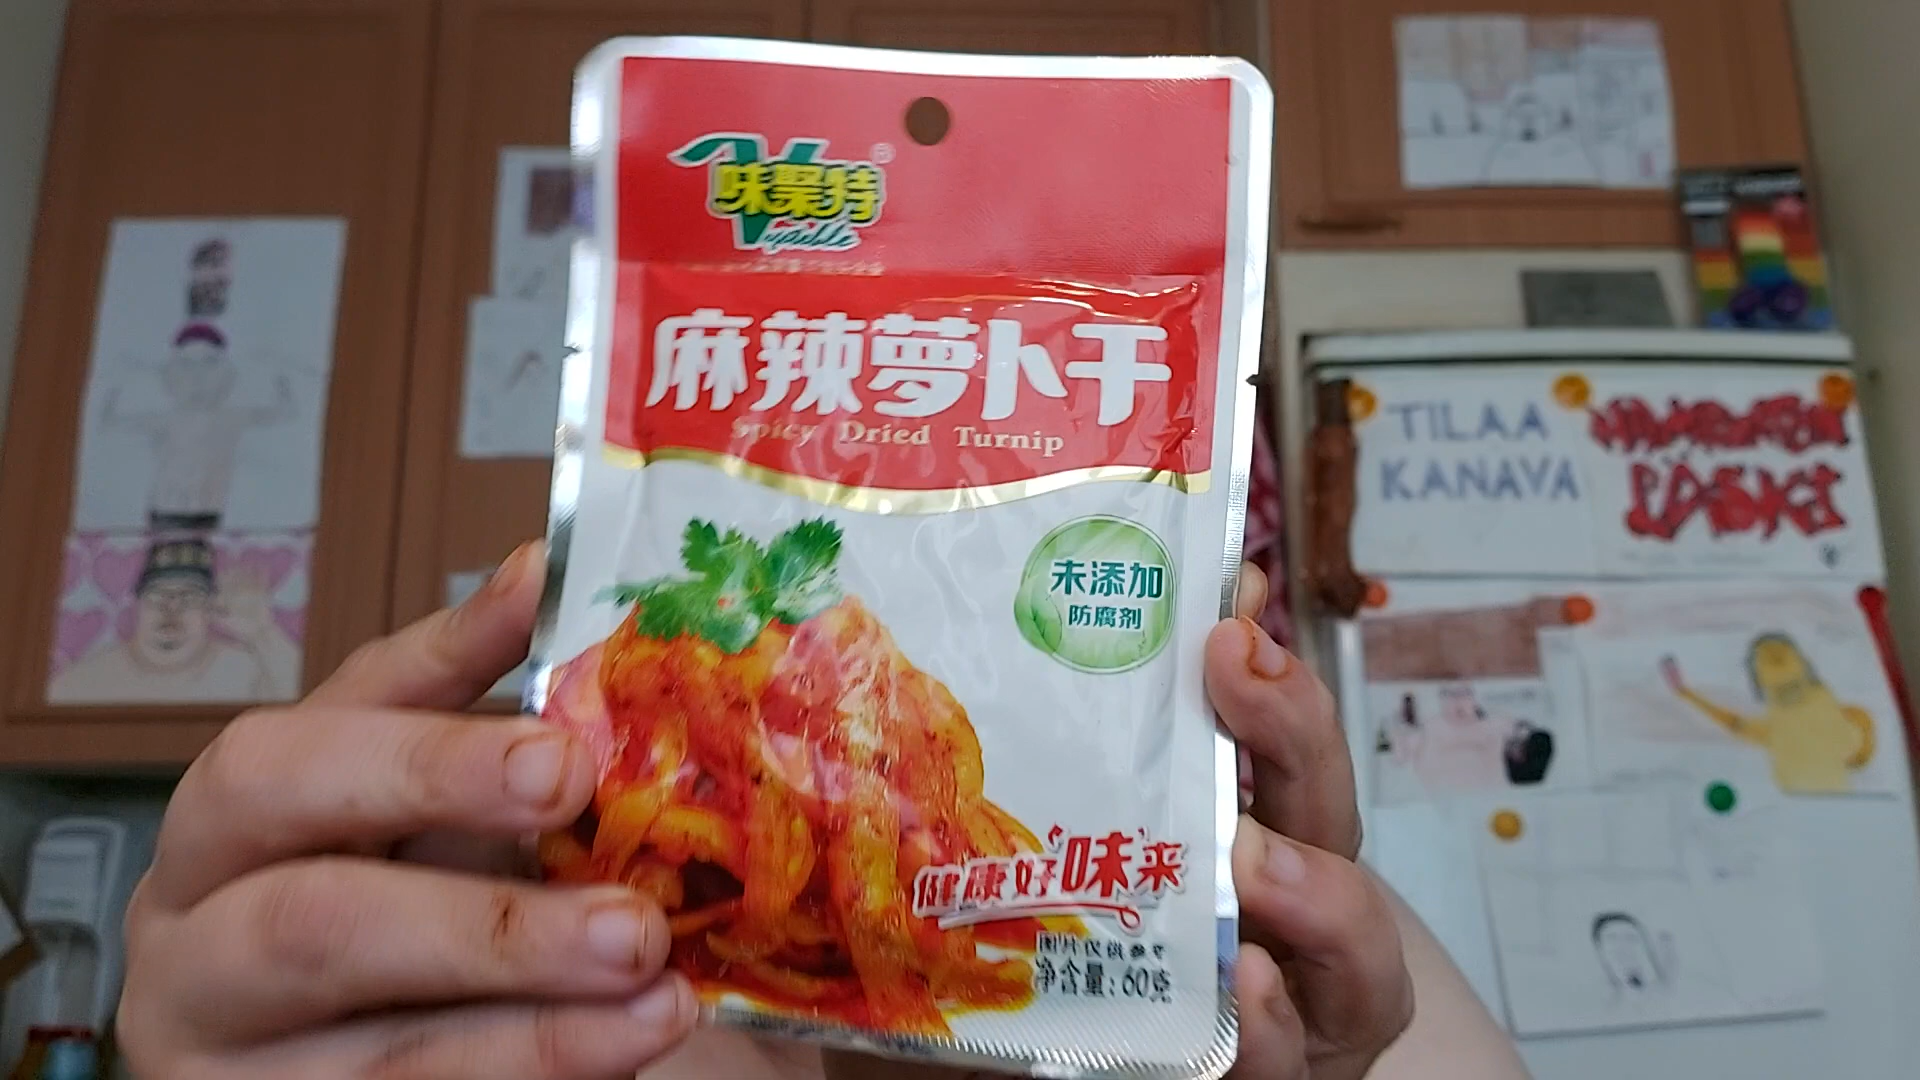 味聚特
®
麻辣萝卜干
Spicy Dried Turnip
未添加
防腐剂
健康好味来
图片仅供参考
净含量:60克
TILAA
KANAVA